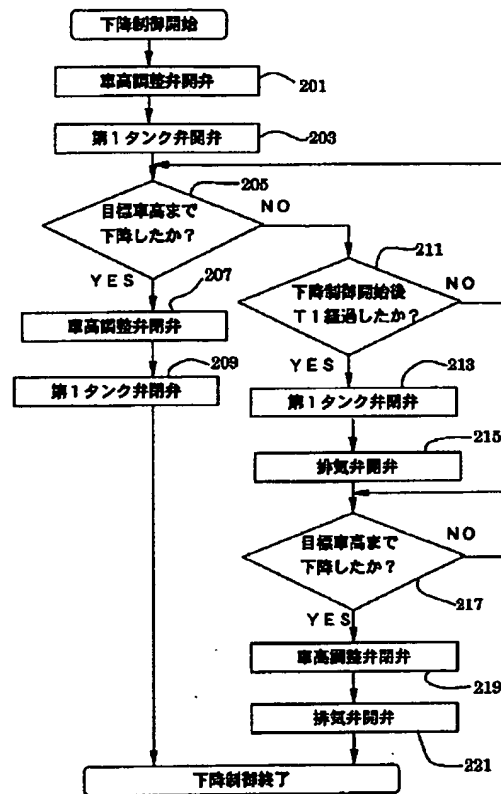 下降制御開始
車高調整弁開弁
201
第1タンク弁開弁
203
205
目標車高まで
下降したか？
NO
YES
207
車高調整弁閉弁
209
第1タンク弁閉弁
211
下降制御開始後
T1経過したか？
NO
YES
213
第1タンク弁閉弁
215
排気弁開弁
目標車高まで
下降したか？
NO
217
YES
車高調整弁閉弁
219
排気弁閉弁
221
下降制御終了